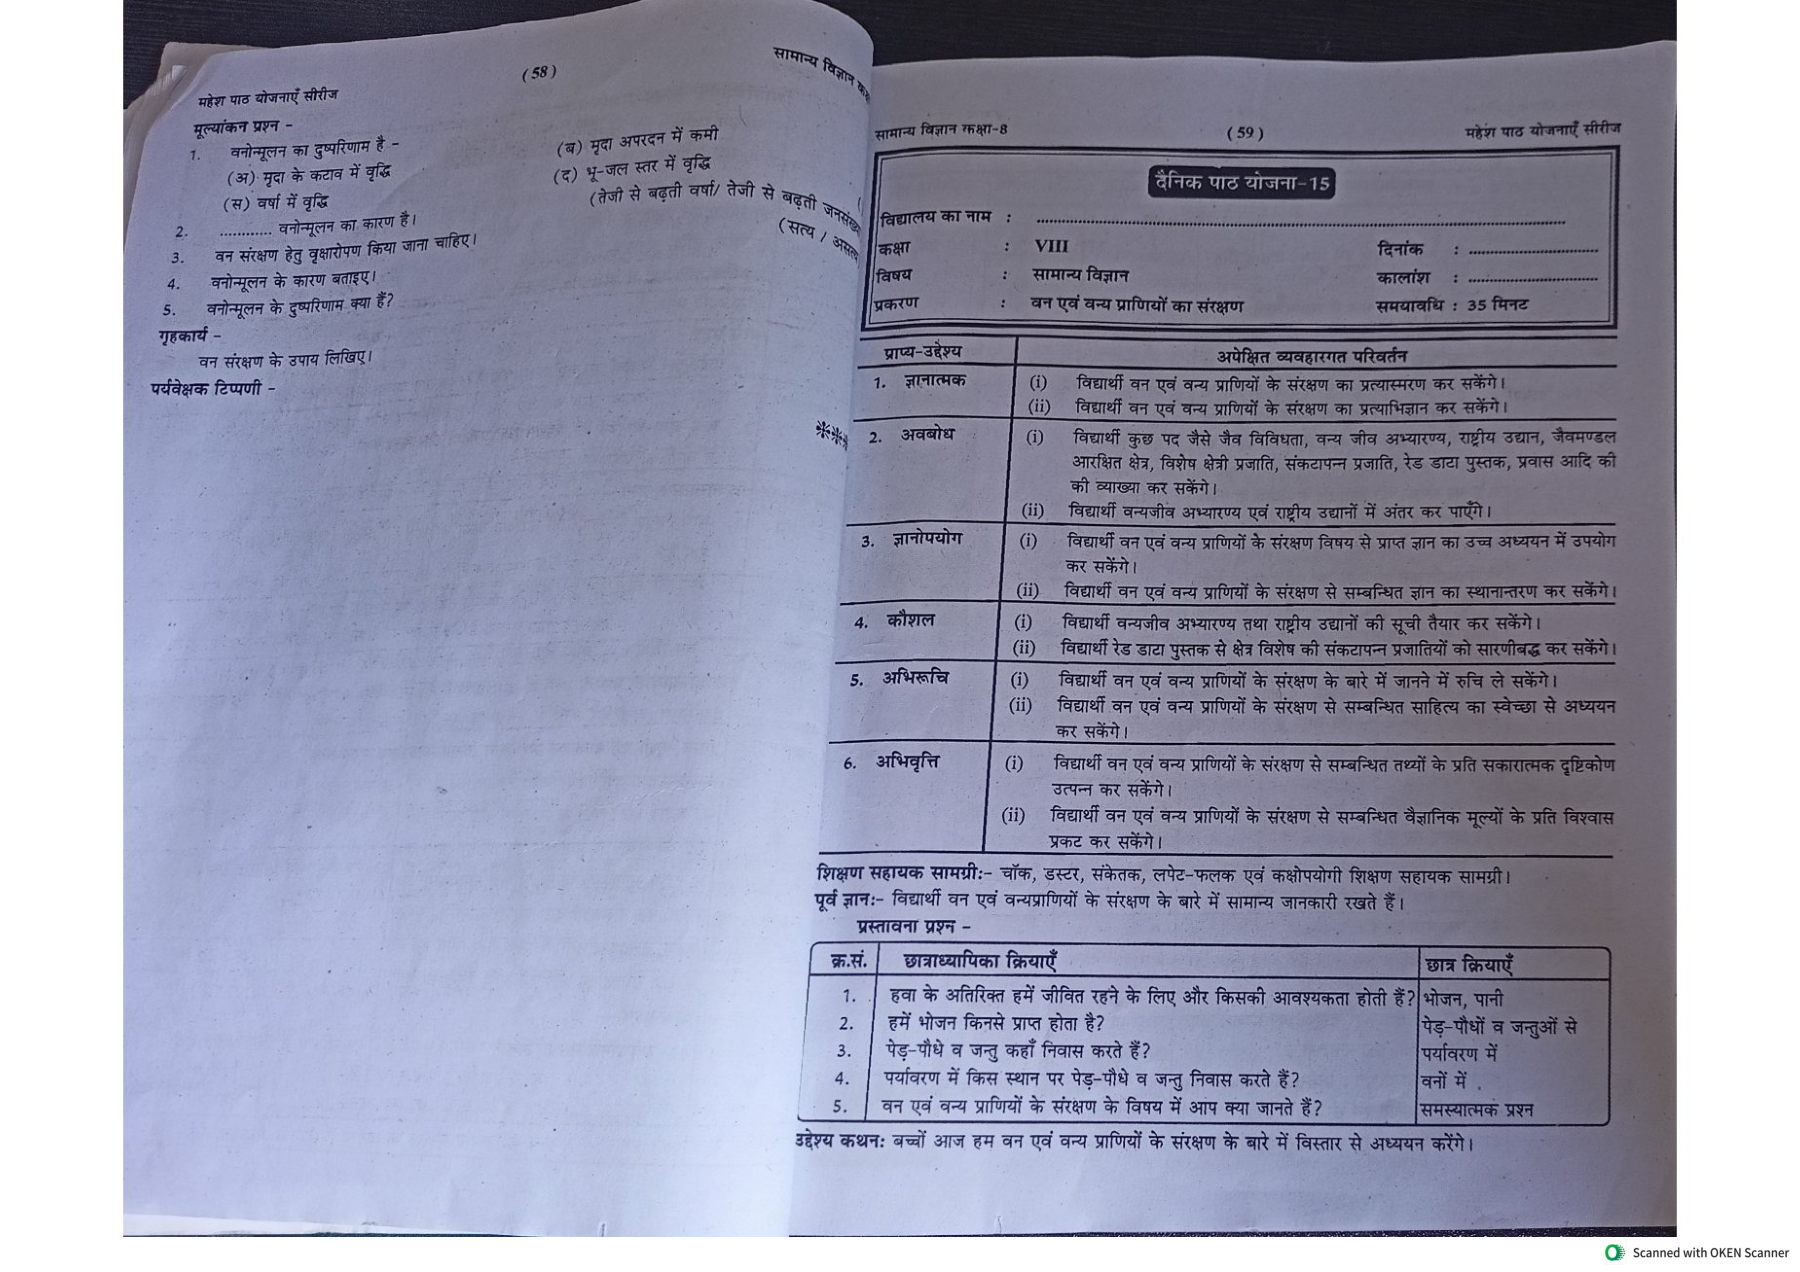 ( 58 )
सामान्य विज्ञान
महेश पाठ योजनाएँ सीरीज
मूल्यांकन प्रश्न -
1. वनोन्मूलन का दुष्परिणाम है -
(अ) मृदा के कटाव में वृद्धि (ब) मृदा अपरदन में कमी
(स) वर्षा में वृद्धि (द) भू-जल स्तर में वृद्धि
2. ............ वनोन्मूलन का कारण है। (तेजी से बढ़ती वर्षा/ तेजी से बढ़ती जनसंख्या
3. वन संरक्षण हेतु वृक्षारोपण किया जाना चाहिए। (सत्य / असत्य
4. वनोन्मूलन के कारण बताइए।
5. वनोन्मूलन के दुष्परिणाम क्या हैं?
गृहकार्य -
वन संरक्षण के उपाय लिखिए।
पर्यवेक्षक टिप्पणी -
सामान्य विज्ञान कक्षा-8 ( 59 ) महेश पाठ योजनाएँ सीरीज
दैनिक पाठ योजना-15
विद्यालय का नाम : ............................................................
कक्षा : VIII दिनांक : ..............................
विषय : सामान्य विज्ञान कालांश : ..............................
प्रकरण : वन एवं वन्य प्राणियों का संरक्षण समयावधि : 35 मिनट
प्राप्य-उद्देश्य अपेक्षित व्यवहारगत परिवर्तन
1. ज्ञानात्मक (i) विद्यार्थी वन एवं वन्य प्राणियों के संरक्षण का प्रत्यास्मरण कर सकेंगे।
(ii) विद्यार्थी वन एवं वन्य प्राणियों के संरक्षण का प्रत्याभिज्ञान कर सकेंगे।
2. अवबोध (i) विद्यार्थी कुछ पद जैसे जैव विविधता, वन्य जीव अभ्यारण्य, राष्ट्रीय उद्यान, जैवमण्डल
आरक्षित क्षेत्र, विशेष क्षेत्री प्रजाति, संकटापन्न प्रजाति, रेड डाटा पुस्तक, प्रवास आदि की
की व्याख्या कर सकेंगे।
(ii) विद्यार्थी वन्यजीव अभ्यारण्य एवं राष्ट्रीय उद्यानों में अंतर कर पाएँगे।
3. ज्ञानोपयोग (i) विद्यार्थी वन एवं वन्य प्राणियों के संरक्षण विषय से प्राप्त ज्ञान का उच्च अध्ययन में उपयोग
कर सकेंगे।
(ii) विद्यार्थी वन एवं वन्य प्राणियों के संरक्षण से सम्बन्धित ज्ञान का स्थानान्तरण कर सकेंगे।
4. कौशल (i) विद्यार्थी वन्यजीव अभ्यारण्य तथा राष्ट्रीय उद्यानों की सूची तैयार कर सकेंगे।
(ii) विद्यार्थी रेड डाटा पुस्तक से क्षेत्र विशेष की संकटापन्न प्रजातियों को सारणीबद्ध कर सकेंगे।
5. अभिरूचि (i) विद्यार्थी वन एवं वन्य प्राणियों के संरक्षण के बारे में जानने में रुचि ले सकेंगे।
(ii) विद्यार्थी वन एवं वन्य प्राणियों के संरक्षण से सम्बन्धित साहित्य का स्वेच्छा से अध्ययन
कर सकेंगे।
6. अभिवृत्ति (i) विद्यार्थी वन एवं वन्य प्राणियों के संरक्षण से सम्बन्धित तथ्यों के प्रति सकारात्मक दृष्टिकोण
उत्पन्न कर सकेंगे।
(ii) विद्यार्थी वन एवं वन्य प्राणियों के संरक्षण से सम्बन्धित वैज्ञानिक मूल्यों के प्रति विश्वास
प्रकट कर सकेंगे।
शिक्षण सहायक सामग्री:- चॉक, डस्टर, संकेतक, लपेट-फलक एवं कक्षोपयोगी शिक्षण सहायक सामग्री।
पूर्व ज्ञान:- विद्यार्थी वन एवं वन्यप्राणियों के संरक्षण के बारे में सामान्य जानकारी रखते हैं।
प्रस्तावना प्रश्न -
क्र.सं. छात्राध्यापिका क्रियाएँ छात्र क्रियाएँ
1. हवा के अतिरिक्त हमें जीवित रहने के लिए और किसकी आवश्यकता होती हैं? भोजन, पानी
2. हमें भोजन किनसे प्राप्त होता है? पेड़-पौधों व जन्तुओं से
3. पेड़-पौधे व जन्तु कहाँ निवास करते हैं? पर्यावरण में
4. पर्यावरण में किस स्थान पर पेड़-पौधे व जन्तु निवास करते हैं? वनों में
5. वन एवं वन्य प्राणियों के संरक्षण के विषय में आप क्या जानते हैं? समस्यात्मक प्रश्न
उद्देश्य कथन: बच्चों आज हम वन एवं वन्य प्राणियों के संरक्षण के बारे में विस्तार से अध्ययन करेंगे।
Scanned with OKEN Scanner